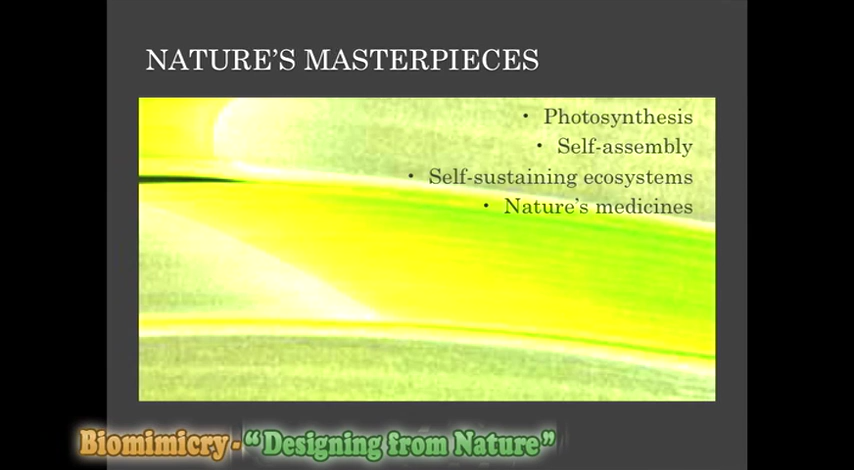 NATURE’S MASTERPIECES
• Photosynthesis
• Self-assembly
• Self-sustaining ecosystems
• Nature’s medicines
Biomimicry - “Designing from Nature”